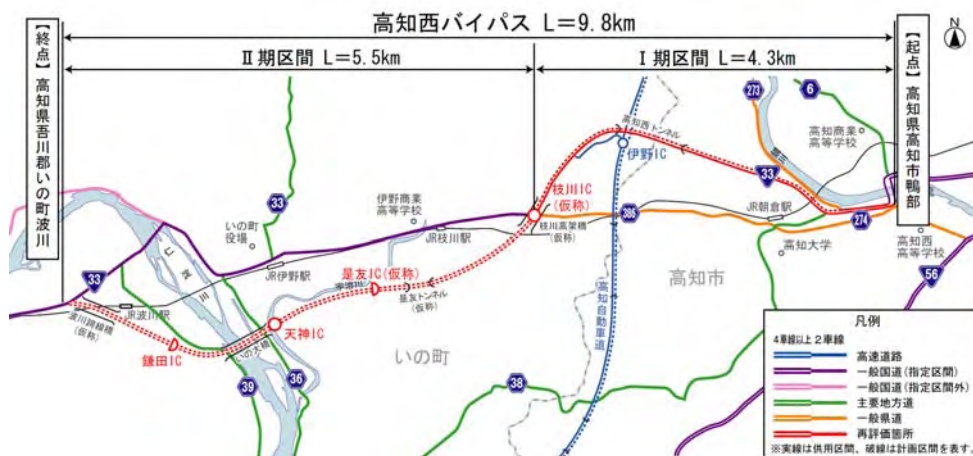 高知西バイパス L=9.8km
Ⅱ期区間 L=5.5km
Ⅰ期区間 L=4.3km
【終点】高知県吾川郡いの町波川
【起点】高知県高知市鴨部
N
273
6
高知商業
高等学校
高知西トンネル
伊野IC
33
33
伊野商業
高等学校
枝川IC
(仮称)
386
JR朝倉駅
274
いの町
役場
JR枝川駅
枝川高架橋
(仮称)
高知大学
高知西
高等学校
仁淀川
JR伊野駅
是友IC(仮称)
高知市
56
33
宇治川
是友トンネル
(仮称)
高知自動車道
JR波川駅
波川跨線橋
(仮称)
天神IC
鎌田IC
いの大橋
いの町
39
36
38
凡例
4車線以上 2車線
高速道路
一般国道(指定区間)
一般国道(指定区間外)
主要地方道
一般県道
再評価箇所
※実線は供用区間、破線は計画区間を表す。